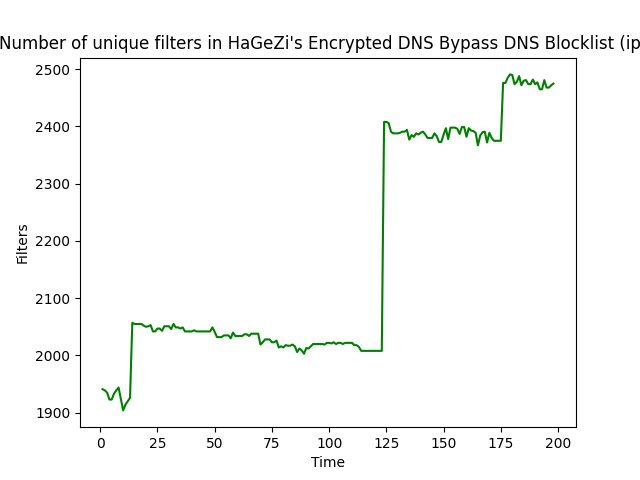 Number of unique filters in HaGeZi's Encrypted DNS Bypass DNS Blocklist (ip
2500
2400
2300
2200
2100
2000
1900
Filters
0 25 50 75 100 125 150 175 200
Time